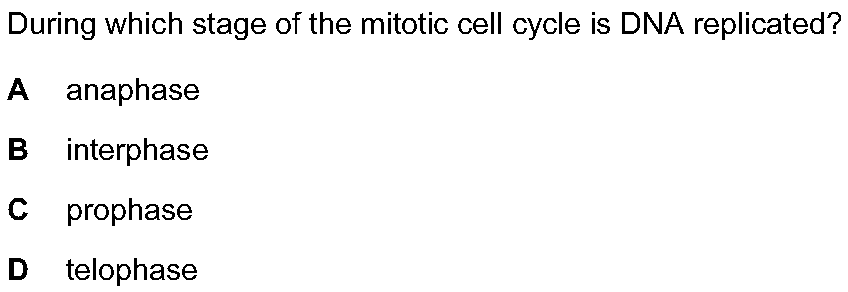 During which stage of the mitotic cell cycle is DNA replicated?
A anaphase
B interphase
C prophase
D telophase